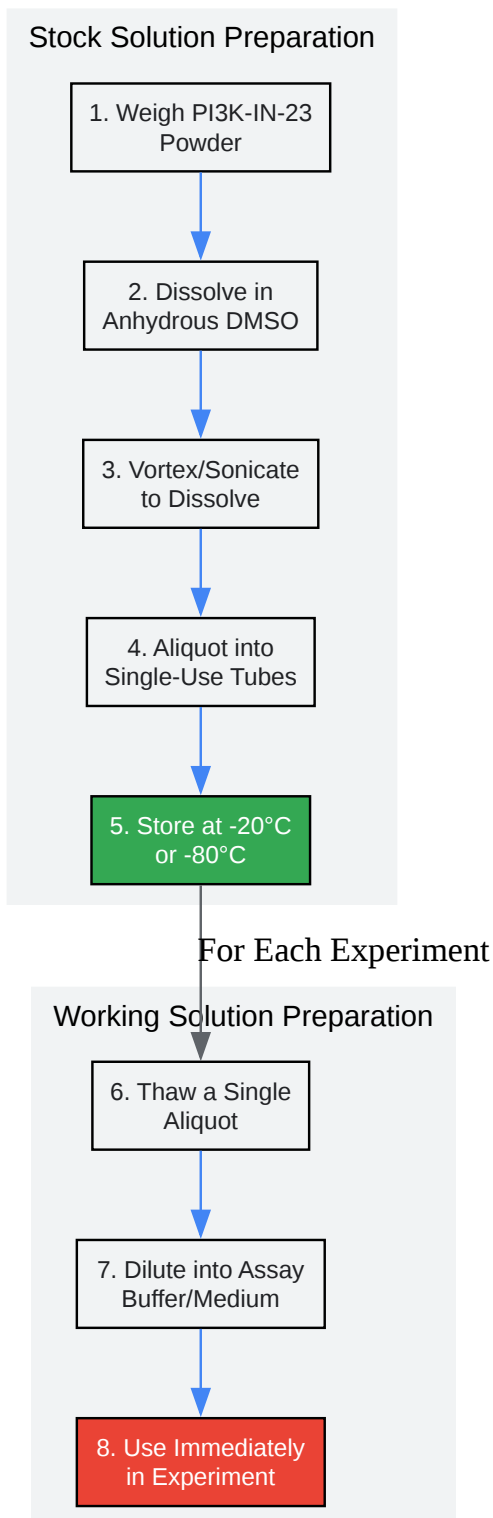 Stock Solution Preparation
1. Weigh PI3K-IN-23
Powder
2. Dissolve in
Anhydrous DMSO
3. Vortex/Sonicate
to Dissolve
4. Aliquot into
Single-Use Tubes
5. Store at -20°C
or -80°C
For Each Experiment
Working Solution Preparation
6. Thaw a Single
Aliquot
7. Dilute into Assay
Buffer/Medium
8. Use Immediately
in Experiment